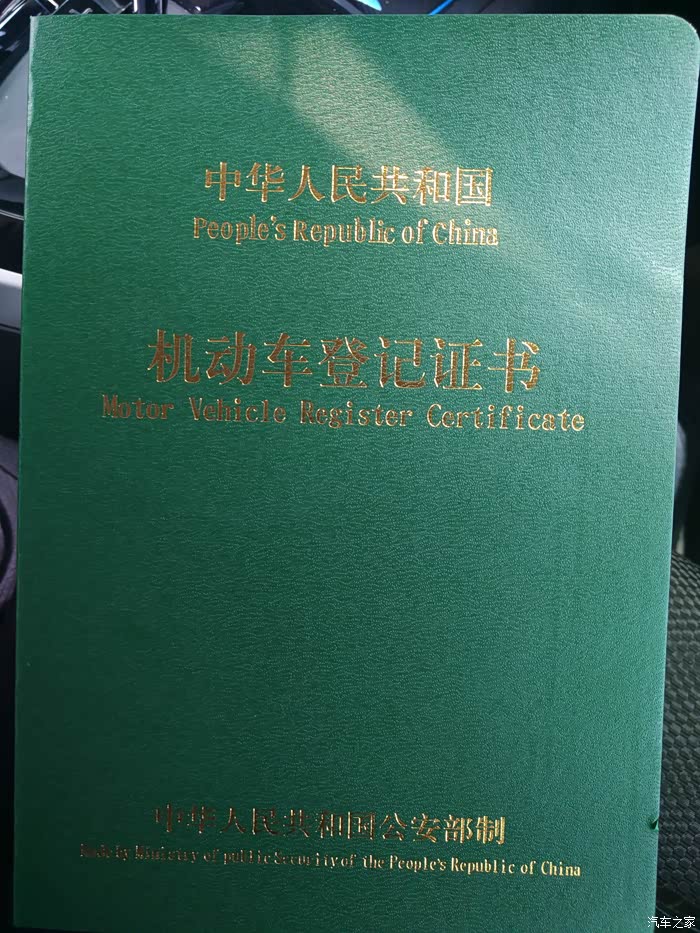 中华人民共和国
People's Republic of China
机动车登记证书
Motor Vehicle Register Certificate
中华人民共和国公安部制
Made by Ministry of public Security of the People's Republic of China
汽车之家